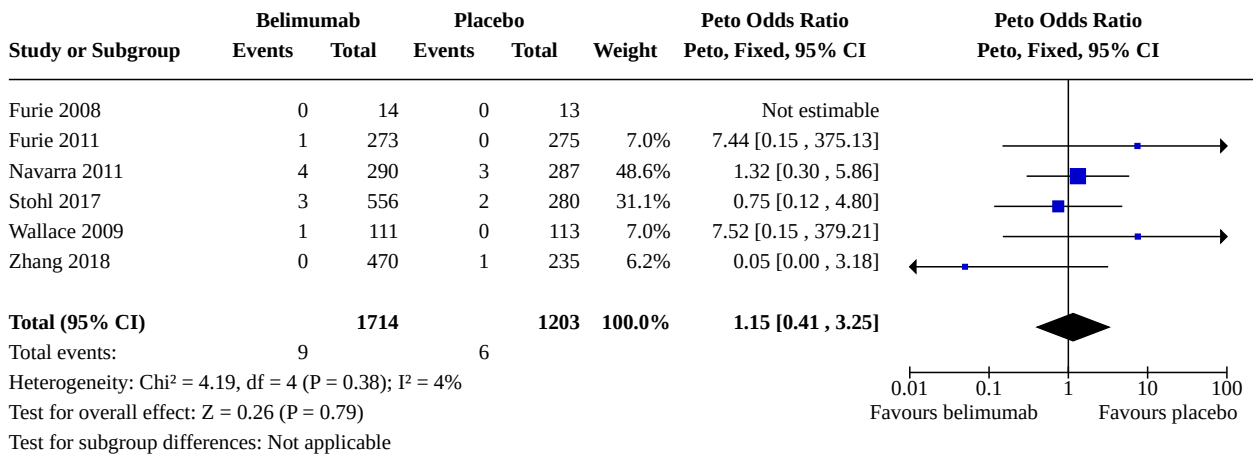 Belimumab Placebo Peto Odds Ratio Peto Odds Ratio
Study or Subgroup Events Total Events Total Weight Peto, Fixed, 95% CI Peto, Fixed, 95% CI
Furie 2008 0 14 0 13 Not estimable
Furie 2011 1 273 0 275 7.0% 7.44 [0.15 , 375.13]
Navarra 2011 4 290 3 287 48.6% 1.32 [0.30 , 5.86]
Stohl 2017 3 556 2 280 31.1% 0.75 [0.12 , 4.80]
Wallace 2009 1 111 0 113 7.0% 7.52 [0.15 , 379.21]
Zhang 2018 0 470 1 235 6.2% 0.05 [0.00 , 3.18]
Total (95% CI) 1714 1203 100.0% 1.15 [0.41 , 3.25]
Total events: 9 6
Heterogeneity: Chi² = 4.19, df = 4 (P = 0.38); I² = 4%
Test for overall effect: Z = 0.26 (P = 0.79)
Test for subgroup differences: Not applicable
0.01 0.1 1 10 100
Favours belimumab Favours placebo